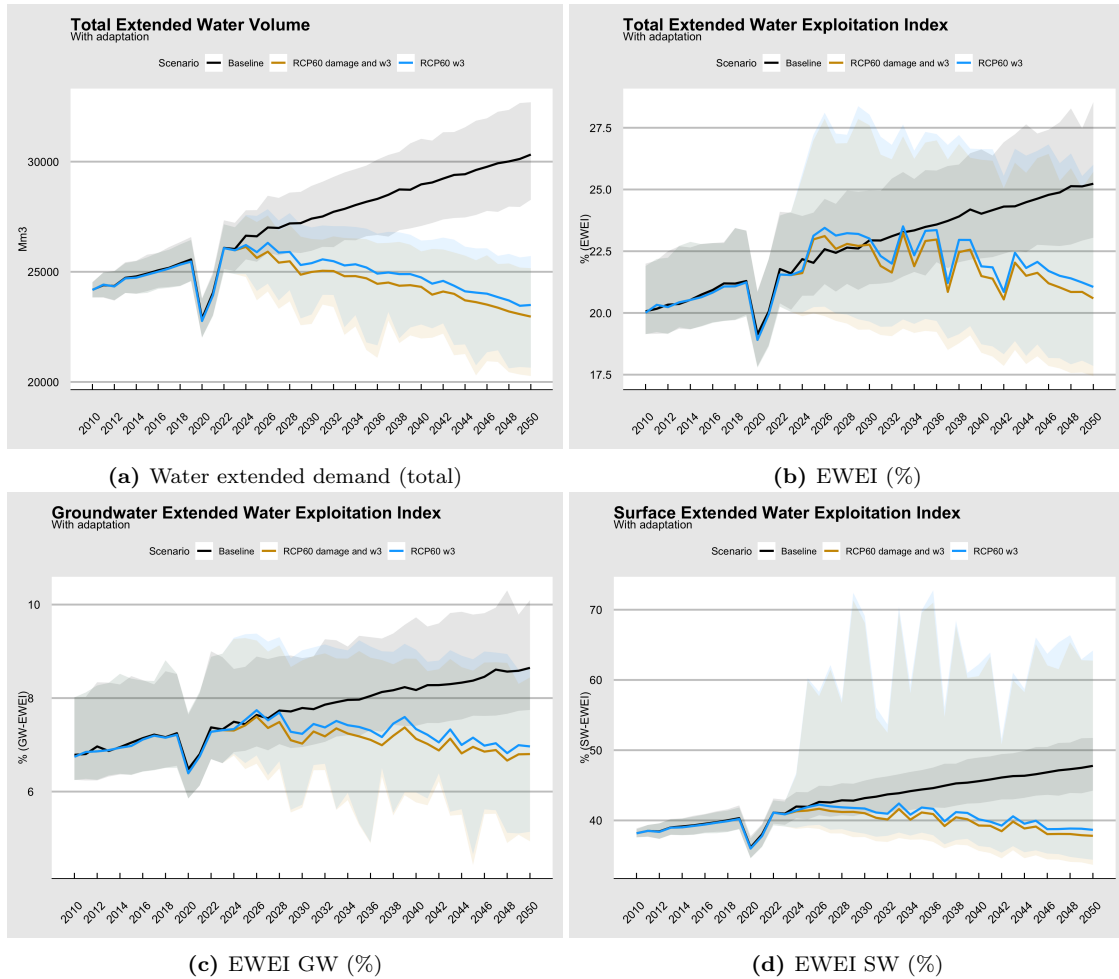 Total Extended Water Volume
With adaptation
Scenario Baseline RCP60 damage and w3 RCP60 w3
Mm3
30000
25000
20000
2010 2012 2014 2016 2018 2020 2022 2024 2026 2028 2030 2032 2034 2036 2038 2040 2042 2044 2046 2048 2050
(a) Water extended demand (total)
Total Extended Water Exploitation Index
With adaptation
Scenario Baseline RCP60 damage and w3 RCP60 w3
% (EWEI)
27.5
25.0
22.5
20.0
17.5
2010 2012 2014 2016 2018 2020 2022 2024 2026 2028 2030 2032 2034 2036 2038 2040 2042 2044 2046 2048 2050
(b) EWEI (%)
Groundwater Extended Water Exploitation Index
With adaptation
Scenario Baseline RCP60 damage and w3 RCP60 w3
% (GW-EWEI)
10
8
6
2010 2012 2014 2016 2018 2020 2022 2024 2026 2028 2030 2032 2034 2036 2038 2040 2042 2044 2046 2048 2050
(c) EWEI GW (%)
Surface Extended Water Exploitation Index
With adaptation
Scenario Baseline RCP60 damage and w3 RCP60 w3
% (SW-EWEI)
70
60
50
40
2010 2012 2014 2016 2018 2020 2022 2024 2026 2028 2030 2032 2034 2036 2038 2040 2042 2044 2046 2048 2050
(d) EWEI SW (%)